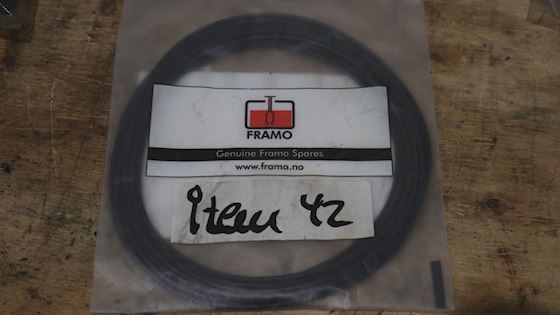 FRAMO
Genuine Framo Spares
www.framo.no
item 42